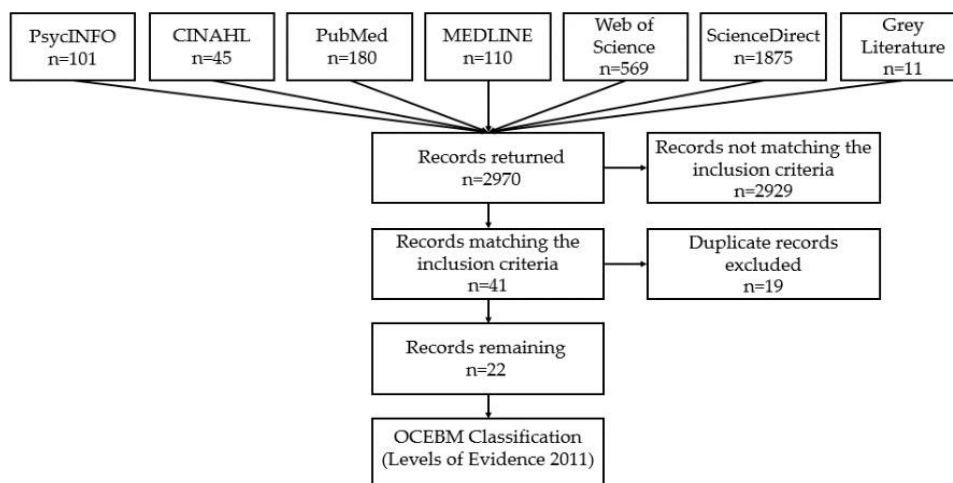 PsycINFO
n=101
CINAHL
n=45
PubMed
n=180
MEDLINE
n=110
Web of
Science
n=569
ScienceDirect
n=1875
Grey
Literature
n=11
Records returned
n=2970
Records not matching the
inclusion criteria
n=2929
Records matching the
inclusion criteria
n=41
Duplicate records
excluded
n=19
Records remaining
n=22
OCEBM Classification
(Levels of Evidence 2011)